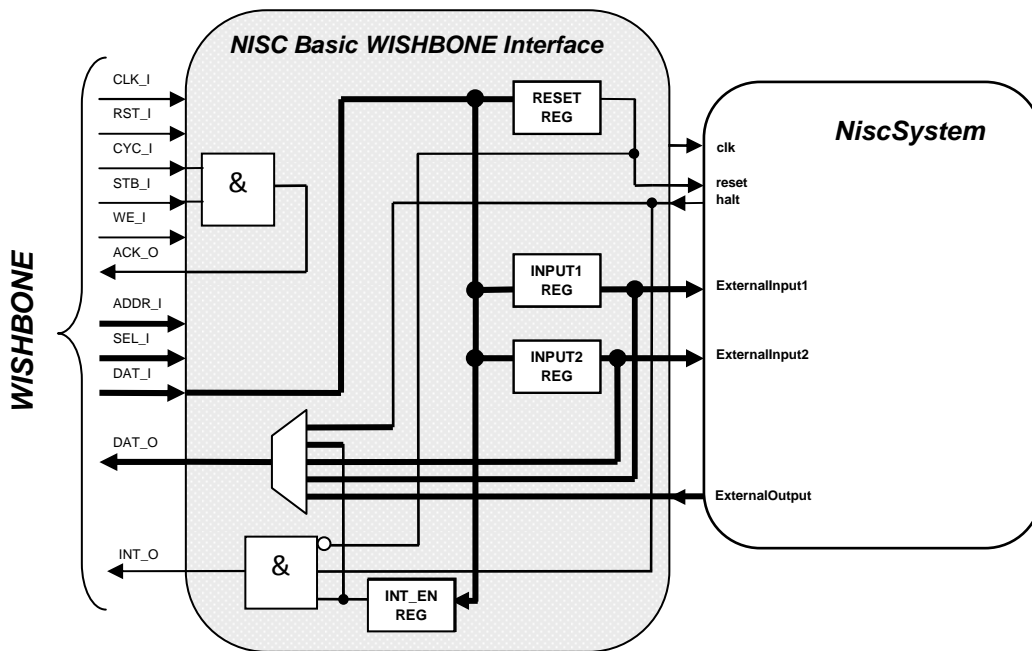 NISC Basic WISHBONE Interface
WISHBONE
CLK_I
RST_I
CYC_I
STB_I
WE_I
ACK_O
ADDR_I
SEL_I
DAT_I
DAT_O
INT_O
&
&
RESET
REG
INPUT1
REG
INPUT2
REG
INT_EN
REG
NiscSystem
clk
reset
halt
ExternalInput1
ExternalInput2
ExternalOutput